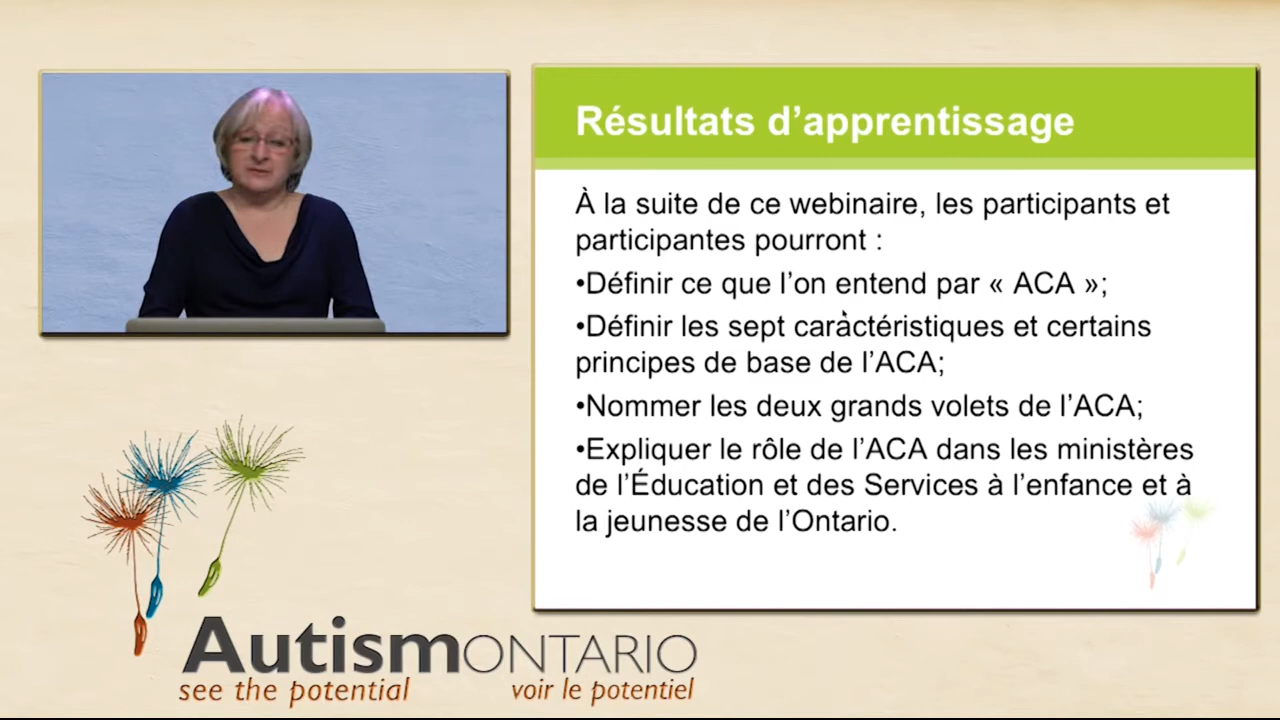 Résultats d’apprentissage
À la suite de ce webinaire, les participants et
participantes pourront :
•Définir ce que l’on entend par « ACA »;
•Définir les sept caractéristiques et certains
principes de base de l’ACA;
•Nommer les deux grands volets de l’ACA;
•Expliquer le rôle de l’ACA dans les ministères
de l’Éducation et des Services à l’enfance et à
la jeunesse de l’Ontario.
AutismONTARIO
see the potential voir le potentiel